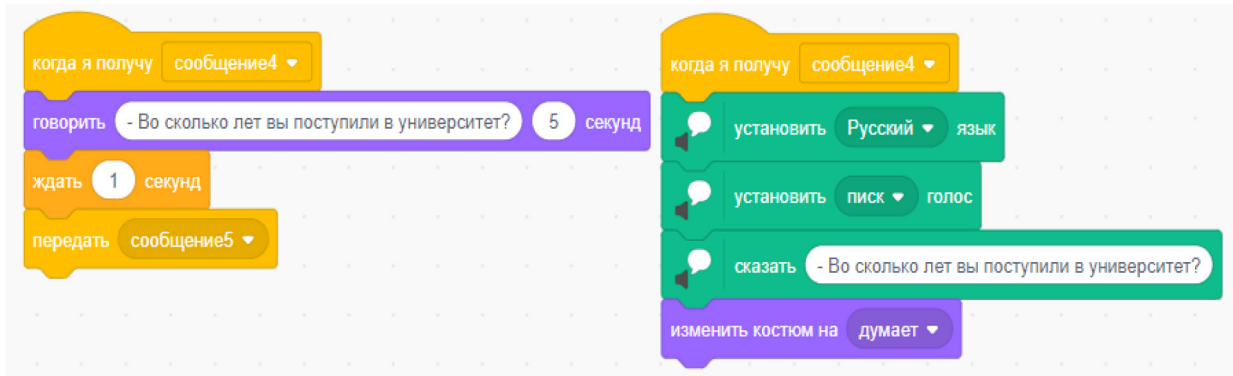 когда я получу сообщение4
говорить - Во сколько лет вы поступили в университет? 5 секунд
ждать 1 секунд
передать сообщение5
когда я получу сообщение4
установить Русский язык
установить писк голос
сказать - Во сколько лет вы поступили в университет?
изменить костюм на думает